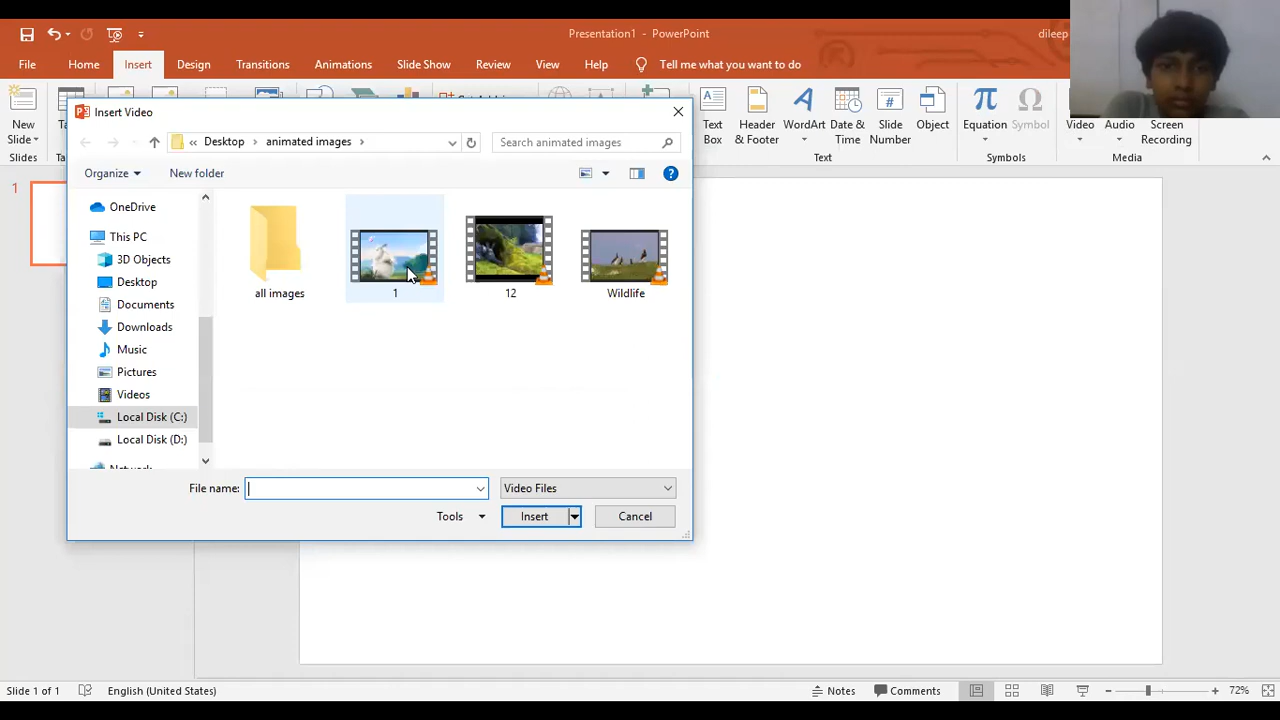 Presentation1 - PowerPoint
dileep
File Home Insert Design Transitions Animations Slide Show Review View Help Tell me what you want to do
New Slide
Slides
Text Box
Header & Footer
WordArt
Date & Time
Slide Number
Object
Text
Equation
Symbol
Symbols
Video
Audio
Screen Recording
Media
Insert Video
« Desktop animated images
Search animated images
Organize
New folder
OneDrive
This PC
3D Objects
Desktop
Documents
Downloads
Music
Pictures
Videos
Local Disk (C:)
Local Disk (D:)
all images
1
12
Wildlife
File name:
Video Files
Tools
Insert
Cancel
1
Slide 1 of 1
English (United States)
Notes
Comments
72%